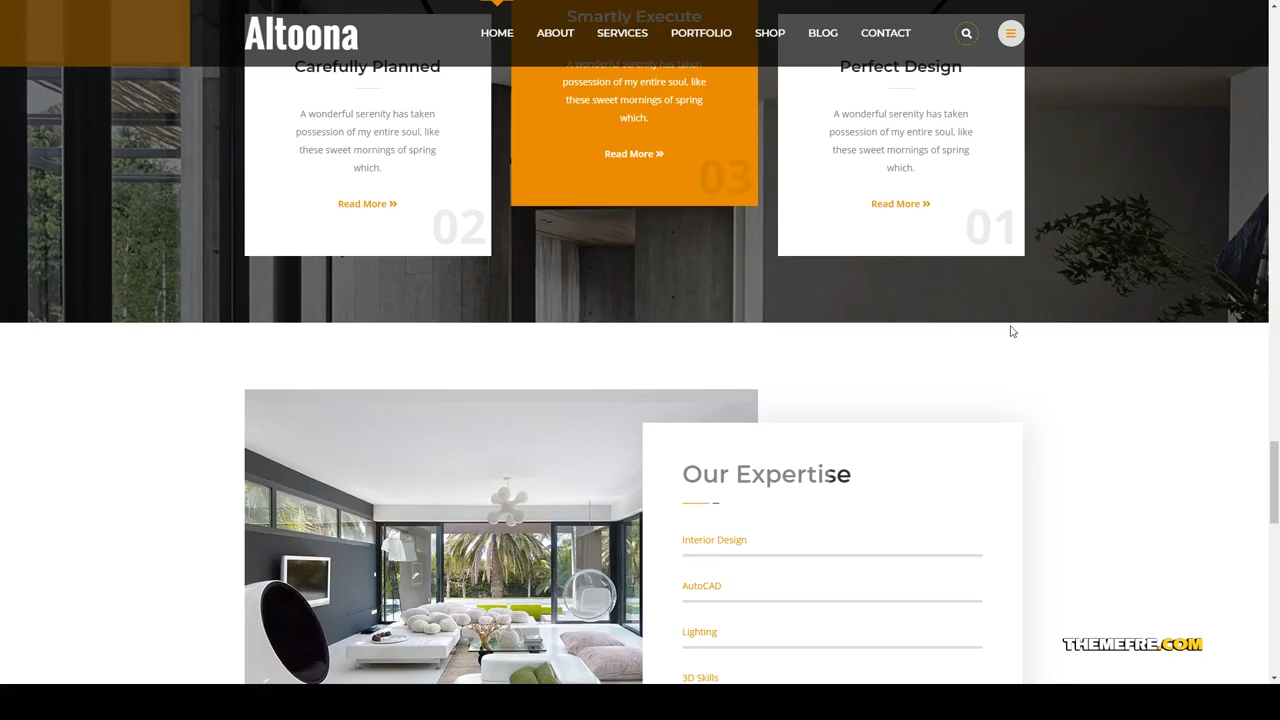 Altoona
HOME ABOUT SERVICES PORTFOLIO SHOP BLOG CONTACT
Carefully Planned
A wonderful serenity has taken
possession of my entire soul, like
these sweet mornings of spring
which.
Read More
02
Smartly Execute
A wonderful serenity has taken
possession of my entire soul, like
these sweet mornings of spring
which.
Read More
03
Perfect Design
A wonderful serenity has taken
possession of my entire soul, like
these sweet mornings of spring
which.
Read More
01
Our Expertise
Interior Design
AutoCAD
Lighting
3D Skills
THEMEFRE.COM